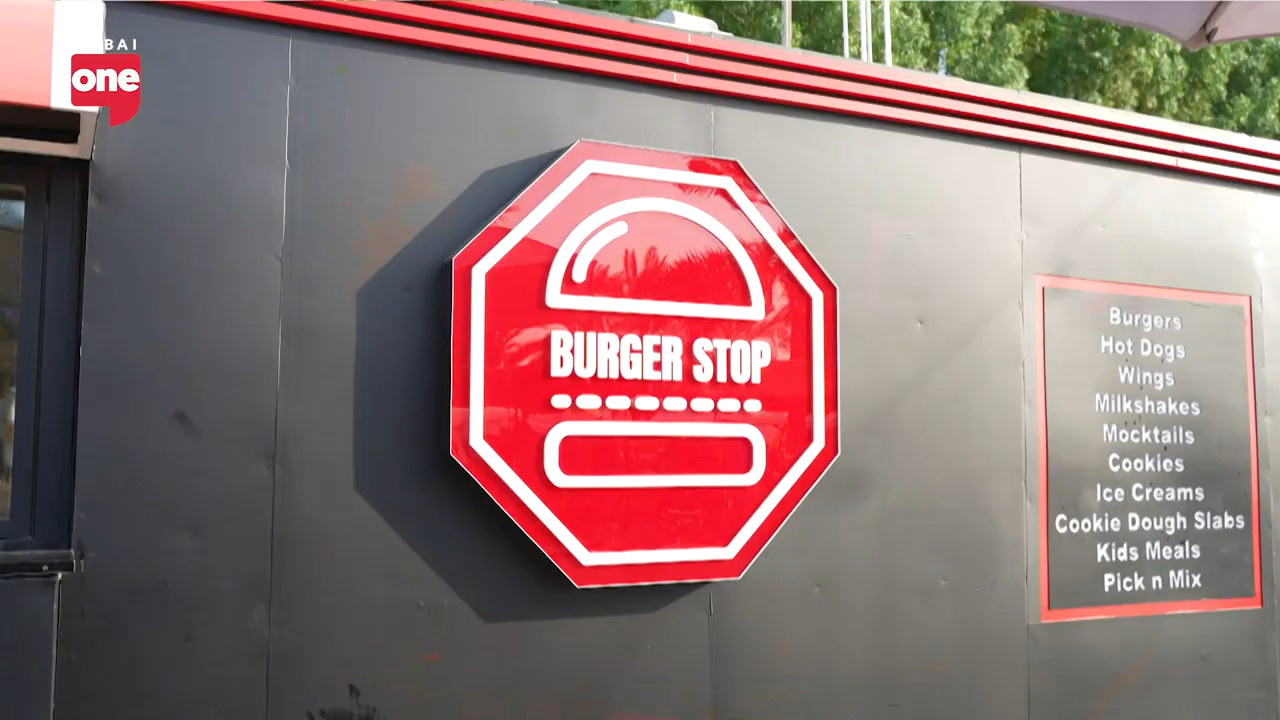 BAI
one
BURGER STOP
Burgers
Hot Dogs
Wings
Milkshakes
Mocktails
Cookies
Ice Creams
Cookie Dough Slabs
Kids Meals
Pick n Mix